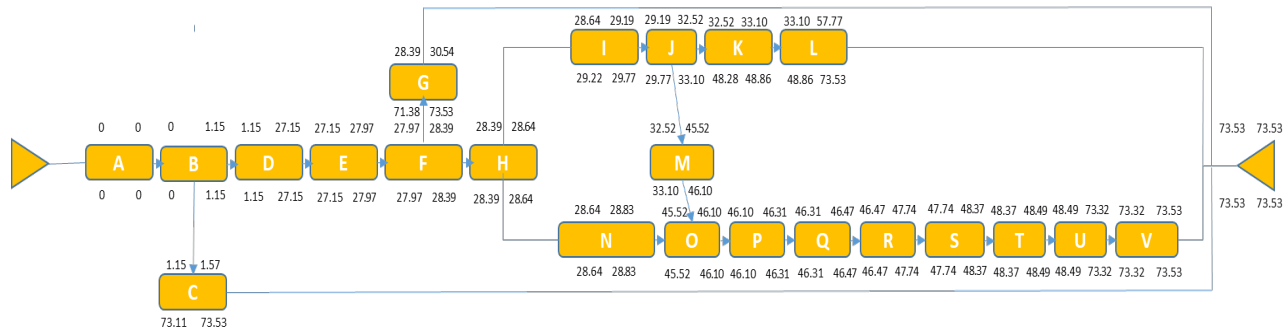 28.64 29.19 29.19 32.52 32.52 33.10 33.10 57.77
I J K L
29.22 29.77 29.77 33.10 48.28 48.86 48.86 73.53
28.39 30.54
G
71.38 73.53
0 0 0 1.15 1.15 27.15 27.15 27.97 27.97 28.39 28.39 28.64
A B D E F H
0 0 0 1.15 1.15 27.15 27.15 27.97 27.97 28.39 28.39 28.64
32.52 45.52
M
33.10 46.10
73.53 73.53
73.53 73.53
28.64 28.83 45.52 46.10 46.10 46.31 46.31 46.47 46.47 47.74 47.74 48.37 48.37 48.49 48.49 73.32 73.32 73.53
N O P Q R S T U V
28.64 28.83 45.52 46.10 46.10 46.31 46.31 46.47 46.47 47.74 47.74 48.37 48.37 48.49 48.49 73.32 73.32 73.53
1.15 1.57
C
73.11 73.53